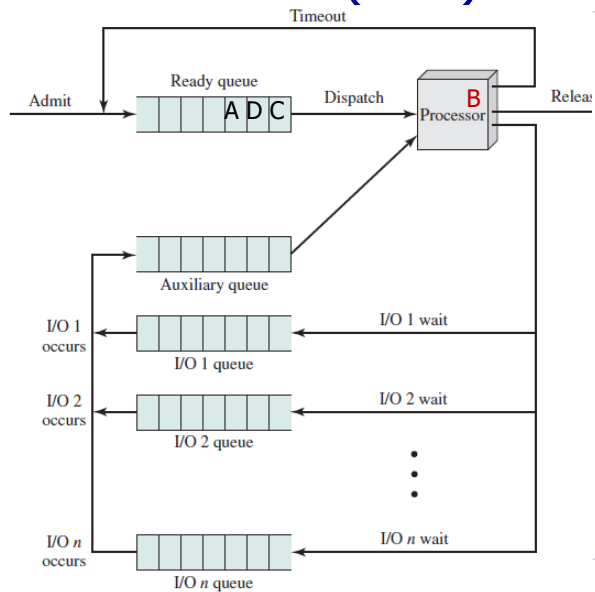 Timeout
Ready queue
Admit
A D C
Dispatch
B
Processor
Releas
Auxiliary queue
I/O 1
occurs
I/O 1 wait
I/O 1 queue
I/O 2
occurs
I/O 2 wait
I/O 2 queue
I/O n
occurs
I/O n wait
I/O n queue